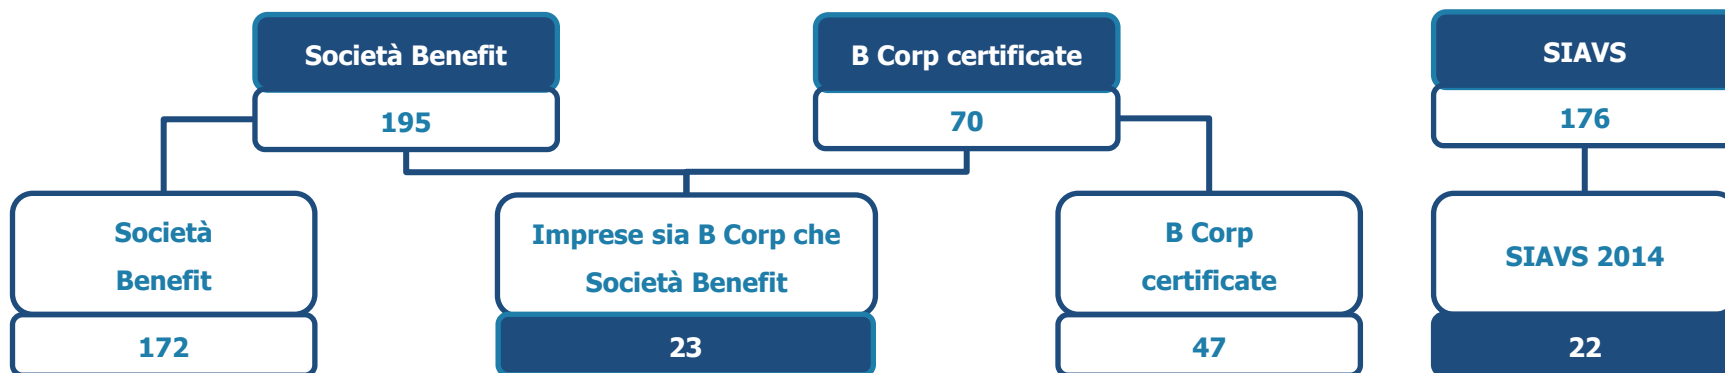 Società Benefit
195
B Corp certificate
70
SIAVS
176
Società
Benefit
172
Imprese sia B Corp che
Società Benefit
23
B Corp
certificate
47
SIAVS 2014
22